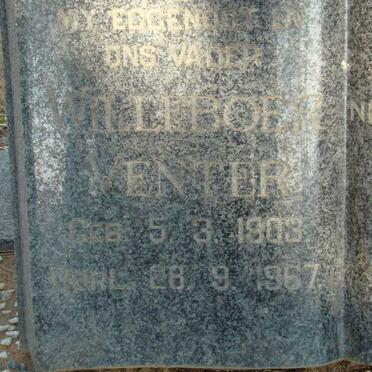 MY EGGENOOT EN
ONS VADER
WILLEBOER
VENTER
GEB. 5. 3. 1903
OORL. 28. 9. 1967